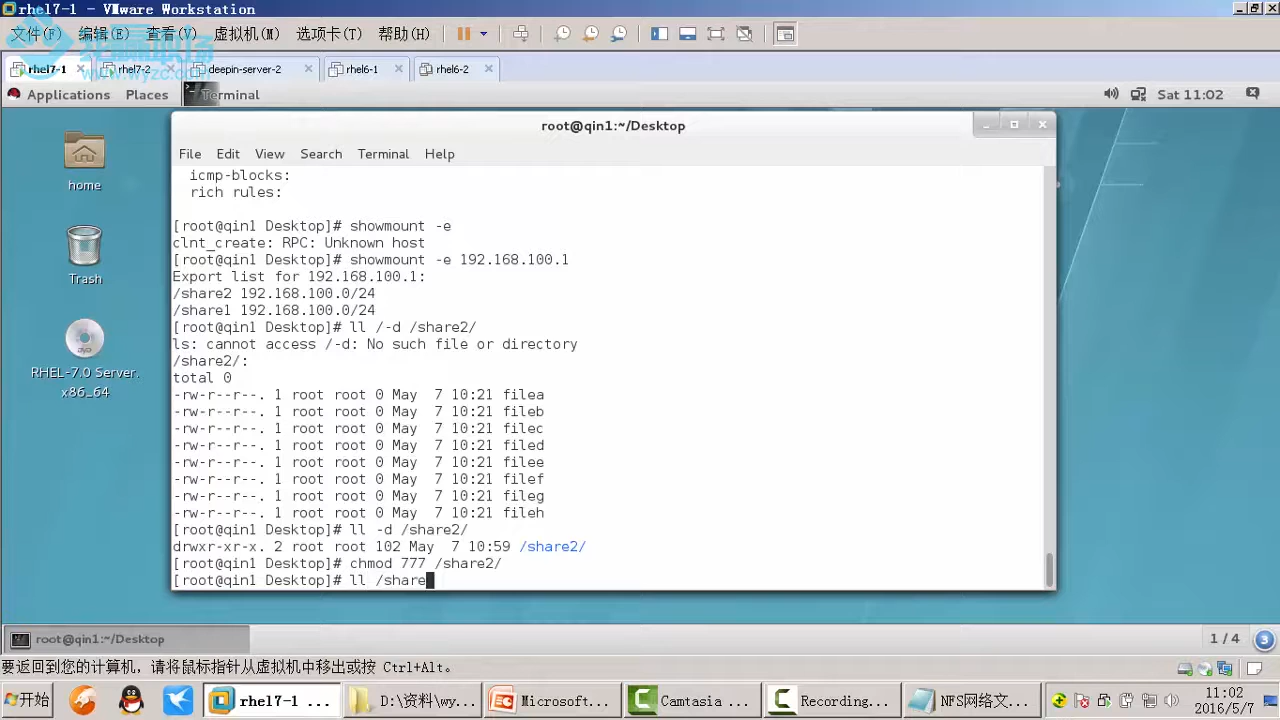 rhel7-1 - VMware Workstation
文件(F) 编辑(E) 查看(V) 虚拟机(M) 选项卡(T) 帮助(H)
www.wyzc.com
rhel7-1 rhel7-2 deepin-server-2 rhel6-1 rhel6-2
Applications Places Terminal Sat 11:02
root@qin1:~/Desktop
File Edit View Search Terminal Help
icmp-blocks:
rich rules:
[root@qin1 Desktop]# showmount -e
clnt_create: RPC: Unknown host
[root@qin1 Desktop]# showmount -e 192.168.100.1
Export list for 192.168.100.1:
/share2 192.168.100.0/24
/share1 192.168.100.0/24
[root@qin1 Desktop]# ll /-d /share2/
ls: cannot access /-d: No such file or directory
/share2/:
total 0
-rw-r--r--. 1 root root 0 May  7 10:21 filea
-rw-r--r--. 1 root root 0 May  7 10:21 fileb
-rw-r--r--. 1 root root 0 May  7 10:21 filec
-rw-r--r--. 1 root root 0 May  7 10:21 filed
-rw-r--r--. 1 root root 0 May  7 10:21 filee
-rw-r--r--. 1 root root 0 May  7 10:21 filef
-rw-r--r--. 1 root root 0 May  7 10:21 fileg
-rw-r--r--. 1 root root 0 May  7 10:21 fileh
[root@qin1 Desktop]# ll -d /share2/
drwxr-xr-x. 2 root root 102 May  7 10:59 /share2/
[root@qin1 Desktop]# chmod 777 /share2/
[root@qin1 Desktop]# ll /share
home
Trash
RHEL-7.0 Server.
x86_64
root@qin1:~/Desktop 1 / 4 3
要返回到您的计算机，请将鼠标指针从虚拟机中移出或按 Ctrl+Alt。
开始 rhel7-1 ... D:\资料\wy... Microsoft... Camtasia ... Recording... NFS网络文... 11:02
2016/5/7